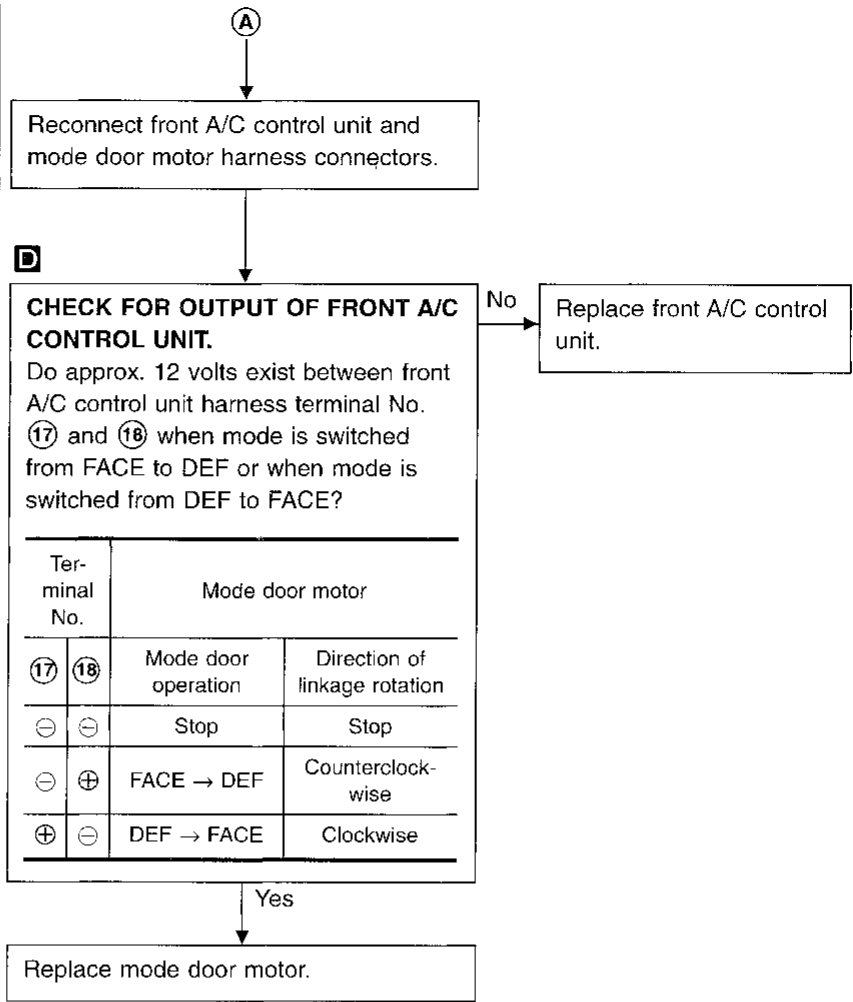 A
Reconnect front A/C control unit and
mode door motor harness connectors.
D
CHECK FOR OUTPUT OF FRONT A/C
CONTROL UNIT.
Do approx. 12 volts exist between front
A/C control unit harness terminal No.
⑰ and ⑱ when mode is switched
from FACE to DEF or when mode is
switched from DEF to FACE?
No
Replace front A/C control
unit.
Ter-
minal
No.
Mode door motor
⑰ ⑱
Mode door
operation
Direction of
linkage rotation
⊖ ⊖ Stop Stop
⊖ ⊕ FACE → DEF Counterclock-
wise
⊕ ⊖ DEF → FACE Clockwise
Yes
Replace mode door motor.